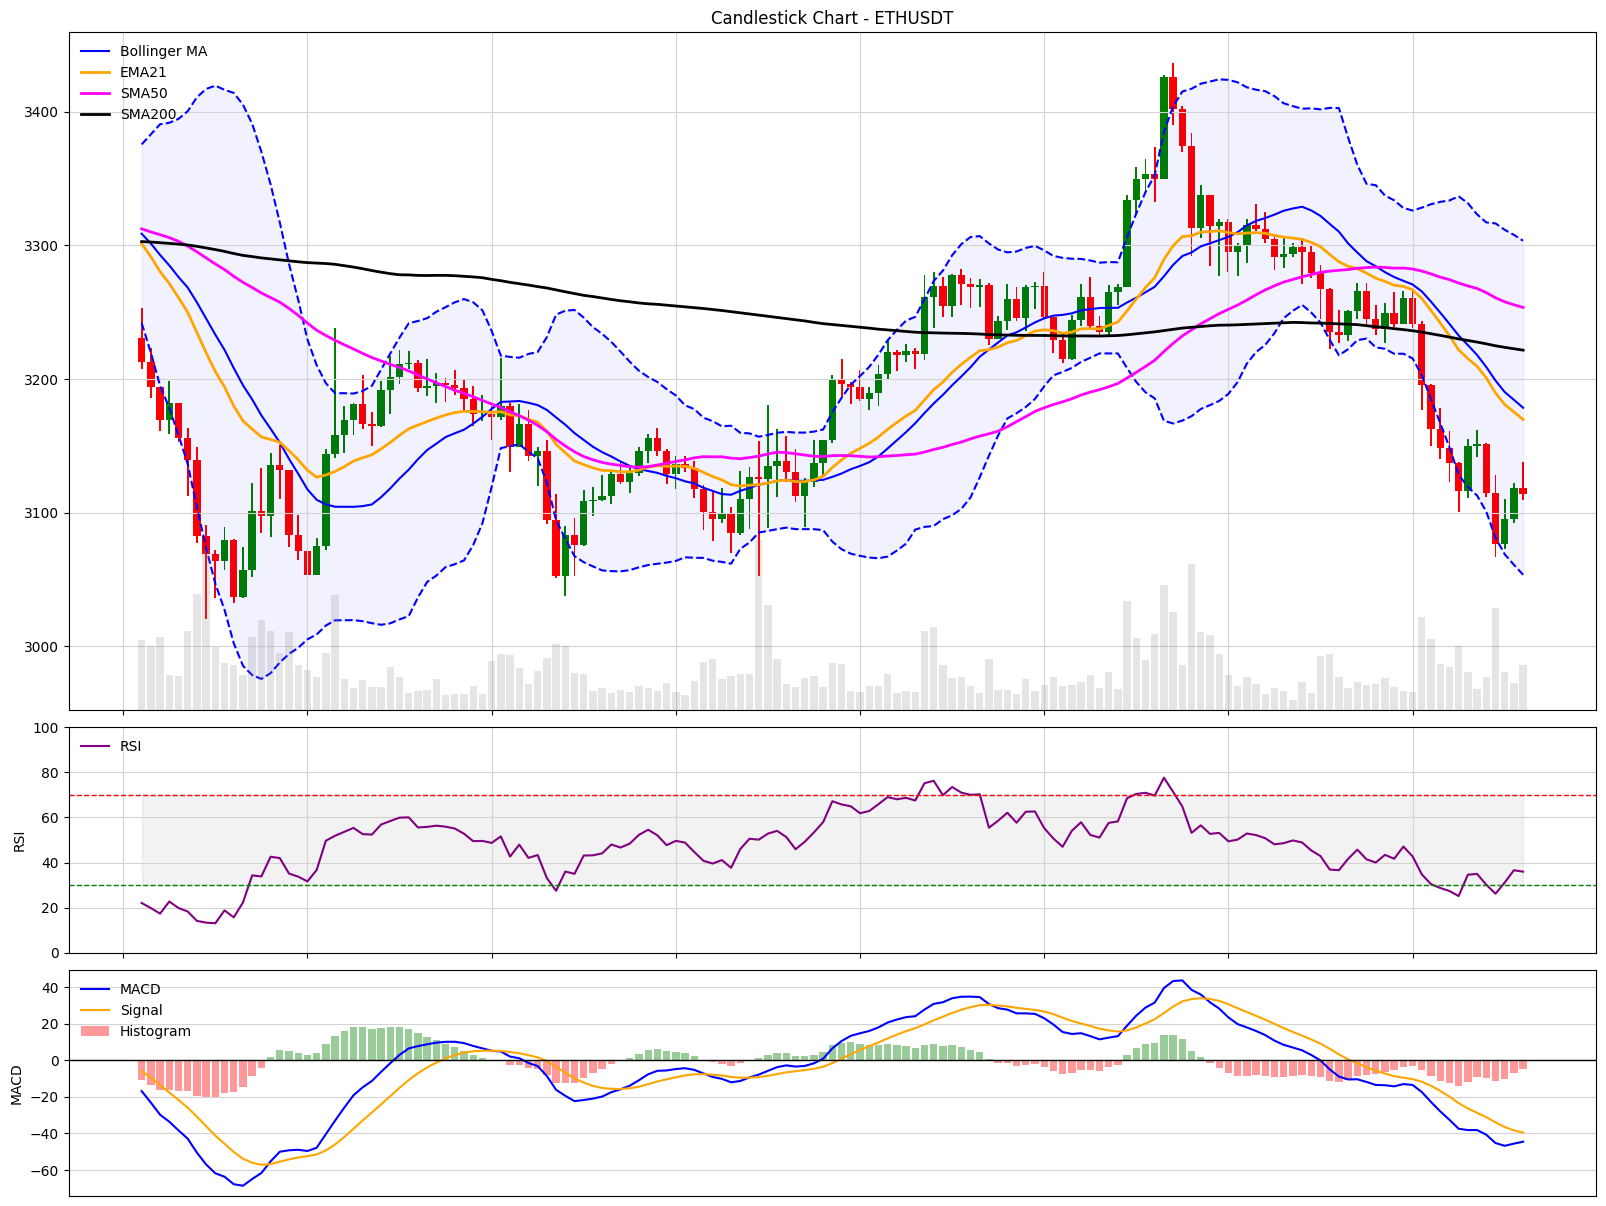 Candlestick Chart - ETHUSDT
Bollinger MA
EMA21
SMA50
SMA200
3400
3300
3200
3100
3000
RSI
100
80
60
40
20
0
RSI
MACD
Signal
Histogram
40
20
0
−20
−40
−60
MACD